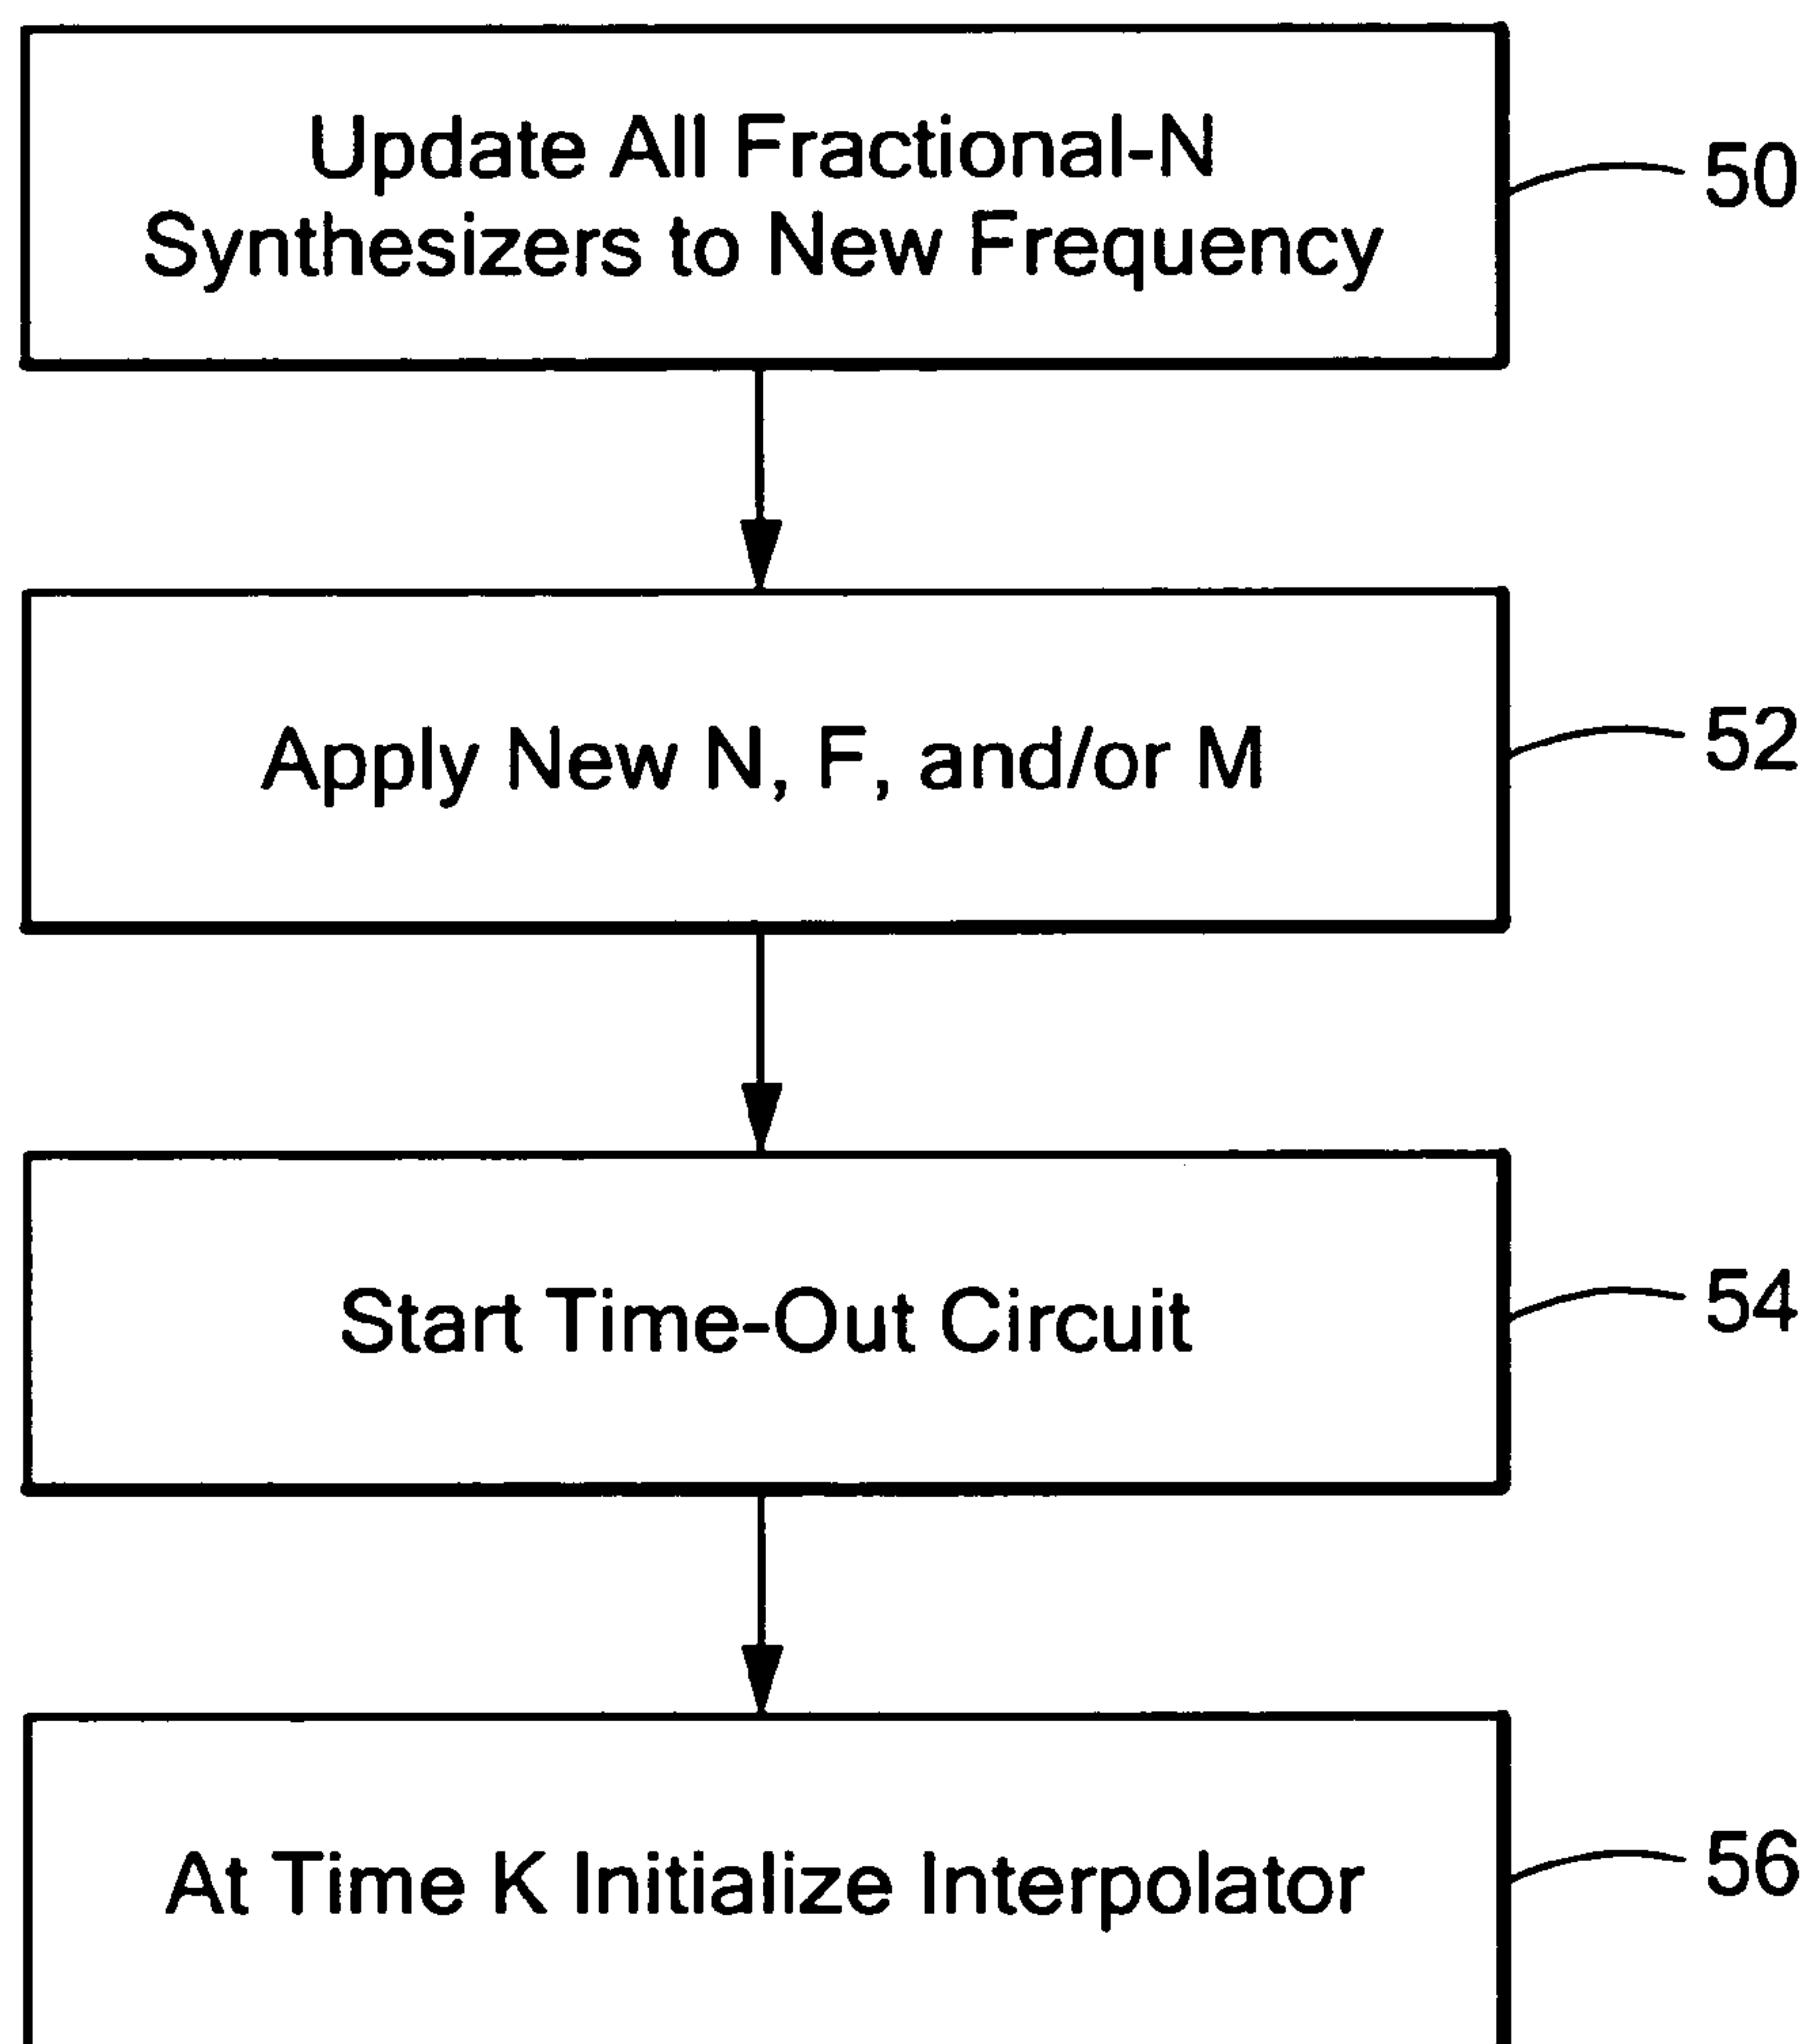 Update All Fractional-N
Synthesizers to New Frequency
50
Apply New N, F, and/or M
52
Start Time-Out Circuit
54
At Time K Initialize Interpolator
56